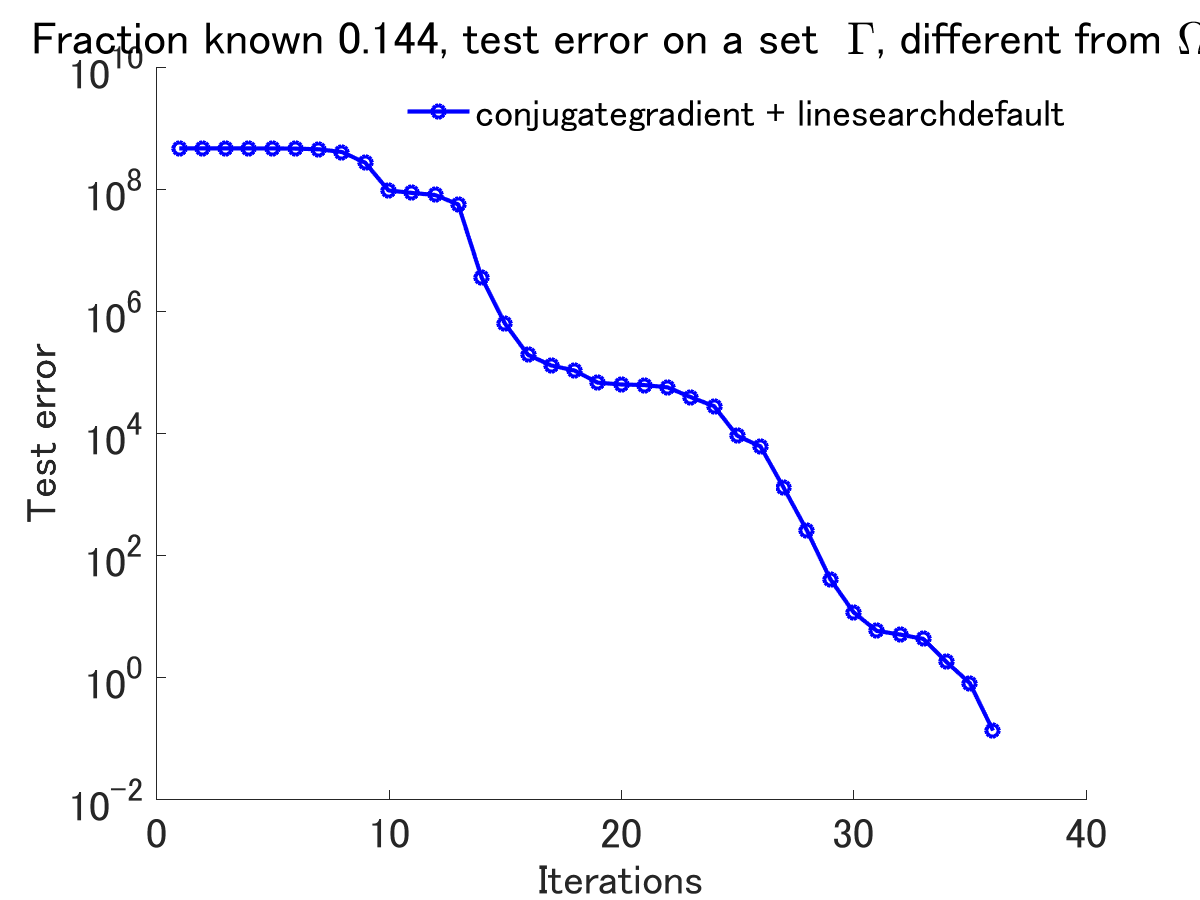 Fraction known 0.144, test error on a set Γ, different from Ω
10^10
conjugategradient + linesearchdefault
10^8
10^6
10^4
10^2
10^0
10^-2
Test error
0 10 20 30 40
Iterations